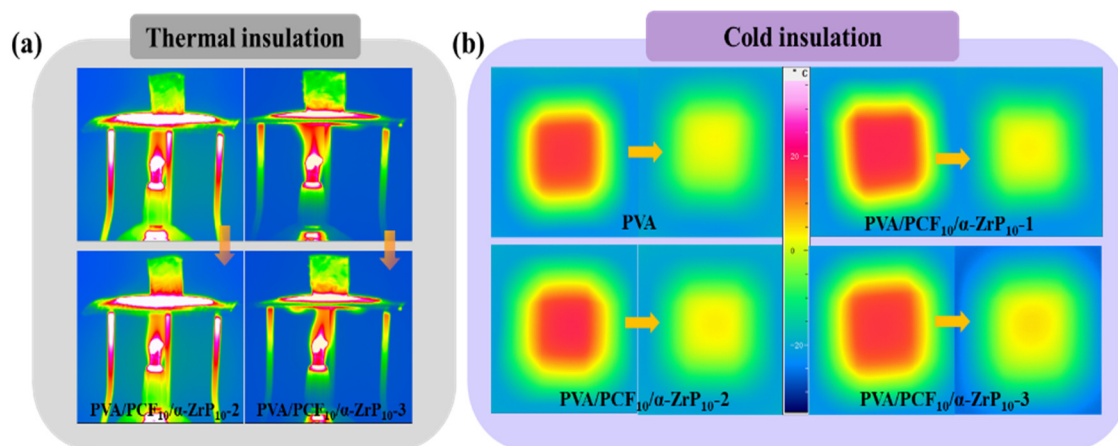 (a)
Thermal insulation
PVA/PCF₁₀/α-ZrP₁₀-2
PVA/PCF₁₀/α-ZrP₁₀-3
(b)
Cold insulation
° C
20
0
-20
PVA
PVA/PCF₁₀/α-ZrP₁₀-1
PVA/PCF₁₀/α-ZrP₁₀-2
PVA/PCF₁₀/α-ZrP₁₀-3